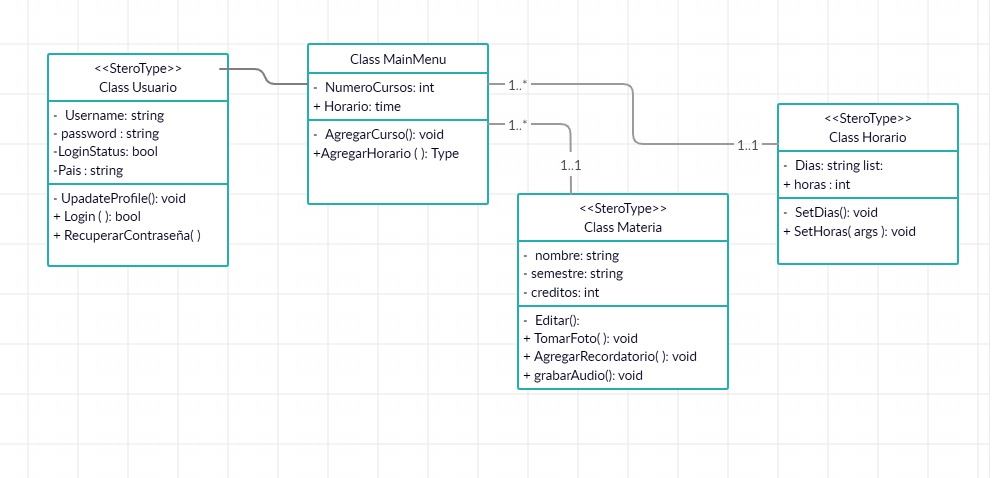 <<SteroType>>
Class Usuario
- Username: string
- password : string
-LoginStatus: bool
-Pais : string
- UpadateProfile(): void
+ Login ( ): bool
+ RecuperarContraseña( )
Class MainMenu
- NumeroCursos: int
+ Horario: time
- AgregarCurso(): void
+AgregarHorario ( ): Type
1..*
1..*
1..1
1..1
<<SteroType>>
Class Materia
- nombre: string
- semestre: string
- creditos: int
- Editar():
+ TomarFoto( ): void
+ AgregarRecordatorio( ): void
+ grabarAudio(): void
<<SteroType>>
Class Horario
- Dias: string list:
+ horas : int
- SetDias(): void
+ SetHoras( args ): void